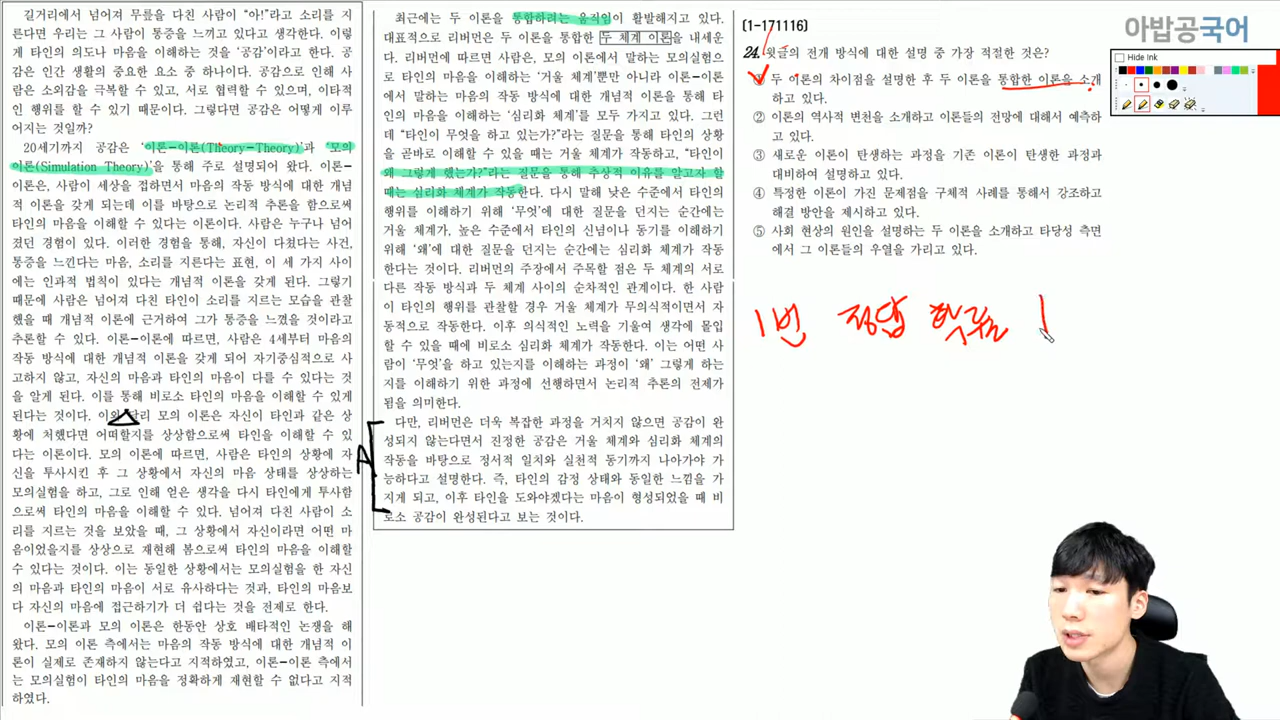 길거리에서 넘어져 무릎을 다친 사람이 “아!”라고 소리를 지
른다면 우리는 그 사람이 통증을 느끼고 있다고 생각한다. 이렇
게 타인의 의도나 마음을 이해하는 것을 ‘공감’이라고 한다. 공
감은 인간 생활의 중요한 요소 중 하나이다. 공감으로 인해 사
람은 소외감을 극복할 수 있고, 서로 협력할 수 있으며, 이타적
인 행위를 할 수 있기 때문이다. 그렇다면 공감은 어떻게 이루
어지는 것일까?
20세기까지 공감은 ‘이론-이론(Theory-Theory)’과 ‘모의
이론(Simulation Theory)’을 통해 주로 설명되어 왔다. 이론-
이론은, 사람이 세상을 접하면서 마음의 작동 방식에 대한 개념
적 이론을 갖게 되는데 이를 바탕으로 논리적 추론을 함으로써
타인의 마음을 이해할 수 있다는 이론이다. 사람은 누구나 넘어
졌던 경험이 있다. 이러한 경험을 통해, 자신이 다쳤다는 사건,
통증을 느낀다는 마음, 소리를 지른다는 표현, 이 세 가지 사이
에는 인과적 법칙이 있다는 개념적 이론을 갖게 된다. 그렇기
때문에 사람은 넘어져 다친 타인이 소리를 지르는 모습을 관찰
했을 때 개념적 이론에 근거하여 그가 통증을 느꼈을 것이라고
추론할 수 있다. 이론-이론에 따르면, 사람은 4세부터 마음의
작동 방식에 대한 개념적 이론을 갖게 되어 자기중심적으로 사
고하지 않고, 자신의 마음과 타인의 마음이 다를 수 있다는 것
을 알게 된다. 이를 통해 비로소 타인의 마음을 이해할 수 있게
된다는 것이다. 이와 달리 모의 이론은 자신이 타인과 같은 상
황에 처했다면 어떠할지를 상상함으로써 타인을 이해할 수 있
다는 이론이다. 모의 이론에 따르면, 사람은 타인의 상황에 자
신을 투사시킨 후 그 상황에서 자신의 마음 상태를 상상하는
모의실험을 하고, 그로 인해 얻은 생각을 다시 타인에게 투사함
으로써 타인의 마음을 이해할 수 있다. 넘어져 다친 사람이 소
리를 지르는 것을 보았을 때, 그 상황에서 자신이라면 어떤 마
음이었을지를 상상으로 재현해 봄으로써 타인의 마음을 이해할
수 있다는 것이다. 이는 동일한 상황에서는 모의실험을 한 자신
의 마음과 타인의 마음이 서로 유사하다는 것과, 타인의 마음보
다 자신의 마음에 접근하기가 더 쉽다는 것을 전제로 한다.
이론-이론과 모의 이론은 한동안 상호 배타적인 논쟁을 해
왔다. 모의 이론 측에서는 마음의 작동 방식에 대한 개념적 이
론이 실제로 존재하지 않는다고 지적하였고, 이론-이론 측에서
는 모의실험이 타인의 마음을 정확하게 재현할 수 없다고 지적
하였다.
최근에는 두 이론을 통합하려는 움직임이 활발해지고 있다.
대표적으로 리버먼은 두 이론을 통합한 두 체계 이론을 내세운
다. 리버먼에 따르면 사람은, 모의 이론에서 말하는 모의실험으
로 타인의 마음을 이해하는 ‘거울 체계’뿐만 아니라 이론-이론
에서 말하는 마음의 작동 방식에 대한 개념적 이론을 통해 타
인의 마음을 이해하는 ‘심리화 체계’를 모두 가지고 있다. 그런
데 “타인이 무엇을 하고 있는가?”라는 질문을 통해 타인의 상황
을 곧바로 이해할 수 있을 때는 거울 체계가 작동하고, “타인이
왜 그렇게 했는가?”라는 질문을 통해 추상적 이유를 알고자 할
때는 심리화 체계가 작동한다. 다시 말해 낮은 수준에서 타인의
행위를 이해하기 위해 ‘무엇’에 대한 질문을 던지는 순간에는
거울 체계가, 높은 수준에서 타인의 신념이나 동기를 이해하기
위해 ‘왜’에 대한 질문을 던지는 순간에는 심리화 체계가 작동
한다는 것이다. 리버먼의 주장에서 주목할 점은 두 체계의 서로
다른 작동 방식과 두 체계 사이의 순차적인 관계이다. 한 사람
이 타인의 행위를 관찰할 경우 거울 체계가 무의식적이면서 자
동적으로 작동한다. 이후 의식적인 노력을 기울여 생각에 몰입
할 수 있을 때에 비로소 심리화 체계가 작동한다. 이는 어떤 사
람이 ‘무엇’을 하고 있는지를 이해하는 과정이 ‘왜’ 그렇게 하는
지를 이해하기 위한 과정에 선행하면서 논리적 추론의 전제가
됨을 의미한다.
다만, 리버먼은 더욱 복잡한 과정을 거치지 않으면 공감이 완
성되지 않는다면서 진정한 공감은 거울 체계와 심리화 체계의
작동을 바탕으로 정서적 일치와 실천적 동기까지 나아가야 가
능하다고 설명한다. 즉, 타인의 감정 상태와 동일한 느낌을 가
지게 되고, 이후 타인을 도와야겠다는 마음이 형성되었을 때 비
로소 공감이 완성된다고 보는 것이다.
A
[1-171116]
24. 윗글의 전개 방식에 대한 설명 중 가장 적절한 것은?
두 이론의 차이점을 설명한 후 두 이론을 통합한 이론을 소개
하고 있다.
② 이론의 역사적 변천을 소개하고 이론들의 전망에 대해서 예측하
고 있다.
③ 새로운 이론이 탄생하는 과정을 기존 이론이 탄생한 과정과
대비하여 설명하고 있다.
④ 특정한 이론이 가진 문제점을 구체적 사례를 통해서 강조하고
해결 방안을 제시하고 있다.
⑤ 사회 현상의 원인을 설명하는 두 이론을 소개하고 타당성 측면
에서 그 이론들의 우열을 가리고 있다.
1번 정답 확률 1
아밥공국어
Hide Ink